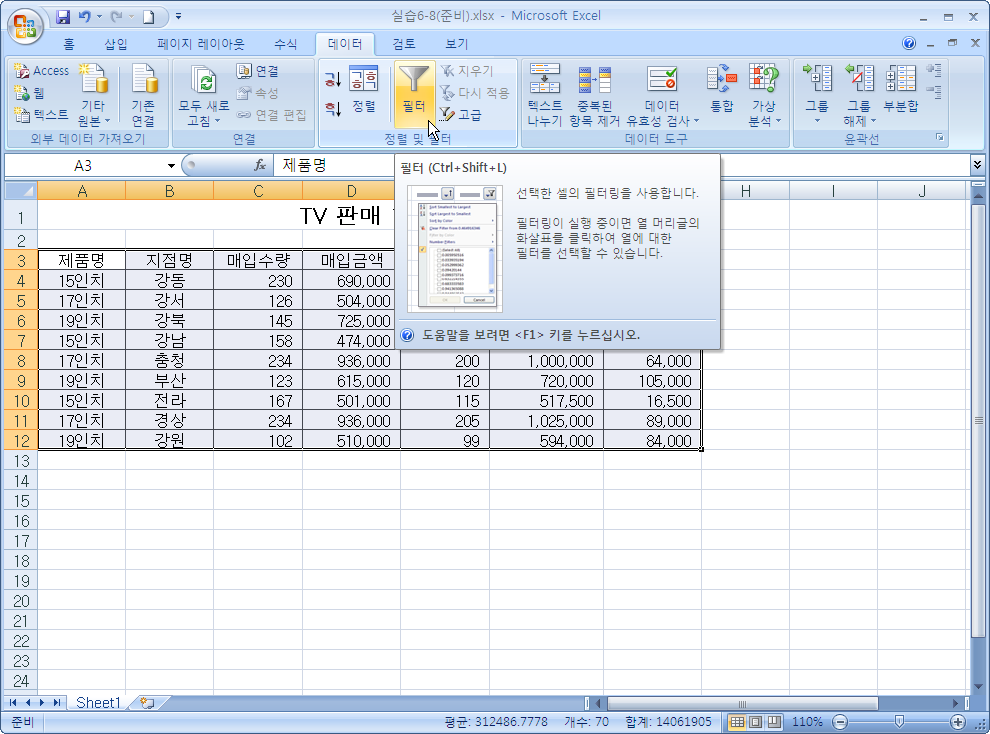 실습6-8(준비).xlsx - Microsoft Excel
홈 삽입 페이지 레이아웃 수식 데이터 검토 보기
Access
웹
텍스트
기타 원본
기존 연결
외부 데이터 가져오기
모두 새로 고침
연결
속성
연결 편집
연결
정렬
필터
지우기
다시 적용
고급
정렬 및 필터
텍스트 나누기
중복된 항목 제거
데이터 유효성 검사
통합
가상 분석
데이터 도구
그룹
그룹 해제
부분합
윤곽선
A3 fx 제품명
필터 (Ctrl+Shift+L)
선택한 셀의 필터링을 사용합니다.
필터링이 실행 중이면 열 머리글의
화살표를 클릭하여 열에 대한
필터를 선택할 수 있습니다.
도움말을 보려면 <F1> 키를 누르십시오.
A B C D H I J
1 TV 판매
2
3 제품명 지점명 매입수량 매입금액
4 15인치 강동 230 690,000
5 17인치 강서 126 504,000
6 19인치 강북 145 725,000
7 15인치 강남 158 474,000
8 17인치 충청 234 936,000 200 1,000,000 64,000
9 19인치 부산 123 615,000 120 720,000 105,000
10 15인치 전라 167 501,000 115 517,500 16,500
11 17인치 경상 234 936,000 205 1,025,000 89,000
12 19인치 강원 102 510,000 99 594,000 84,000
13
14
15
16
17
18
19
20
21
22
23
24
Sheet1
준비 평균: 312486.7778 개수: 70 합계: 14061905 110%